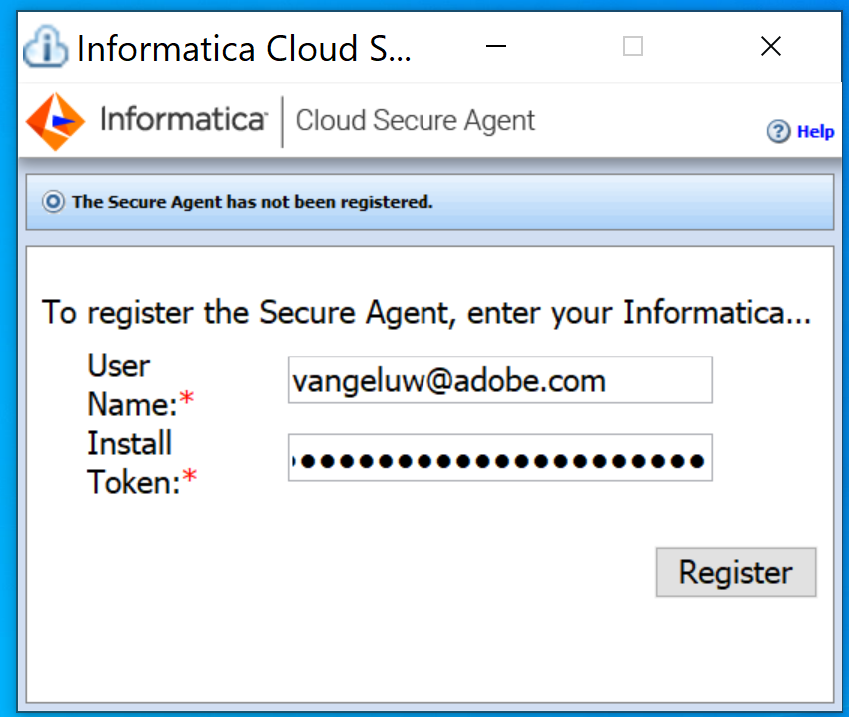 Informatica Cloud S...
Informatica Cloud Secure Agent
Help
The Secure Agent has not been registered.
To register the Secure Agent, enter your Informatica...
User
Name:*
vangeluw@adobe.com
Install
Token:*
Register